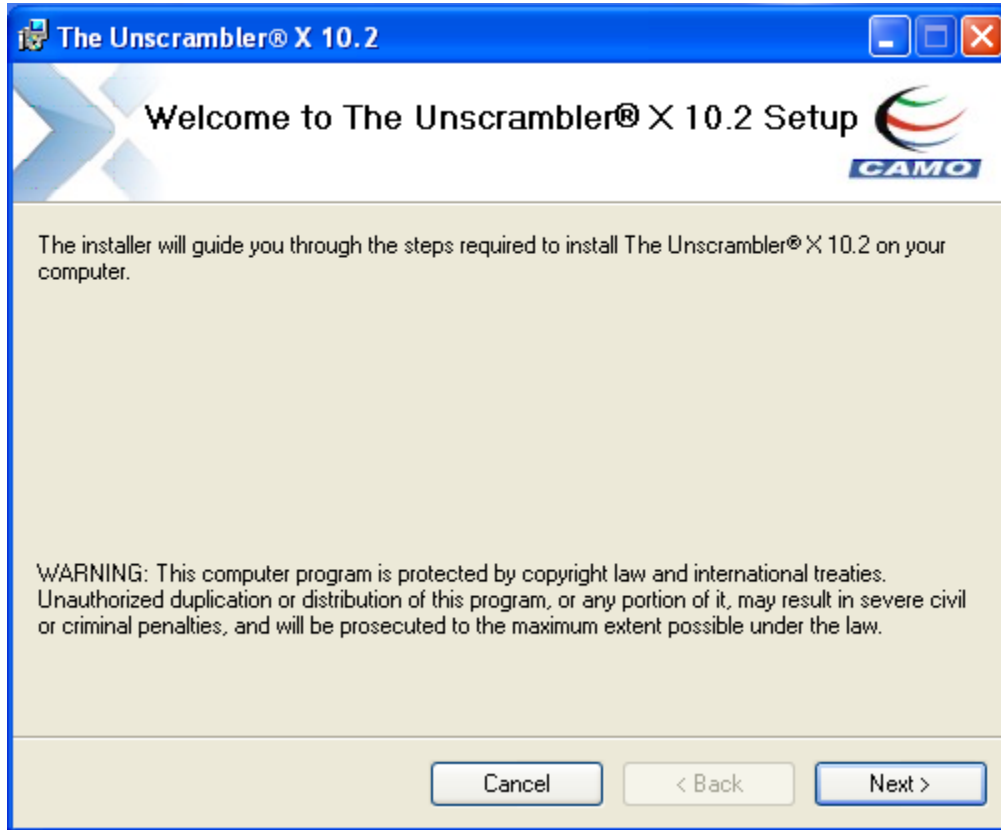 The Unscrambler® X 10.2
Welcome to The Unscrambler® X 10.2 Setup
CAMO
The installer will guide you through the steps required to install The Unscrambler® X 10.2 on your
computer.
WARNING: This computer program is protected by copyright law and international treaties.
Unauthorized duplication or distribution of this program, or any portion of it, may result in severe civil
or criminal penalties, and will be prosecuted to the maximum extent possible under the law.
Cancel
< Back
Next >